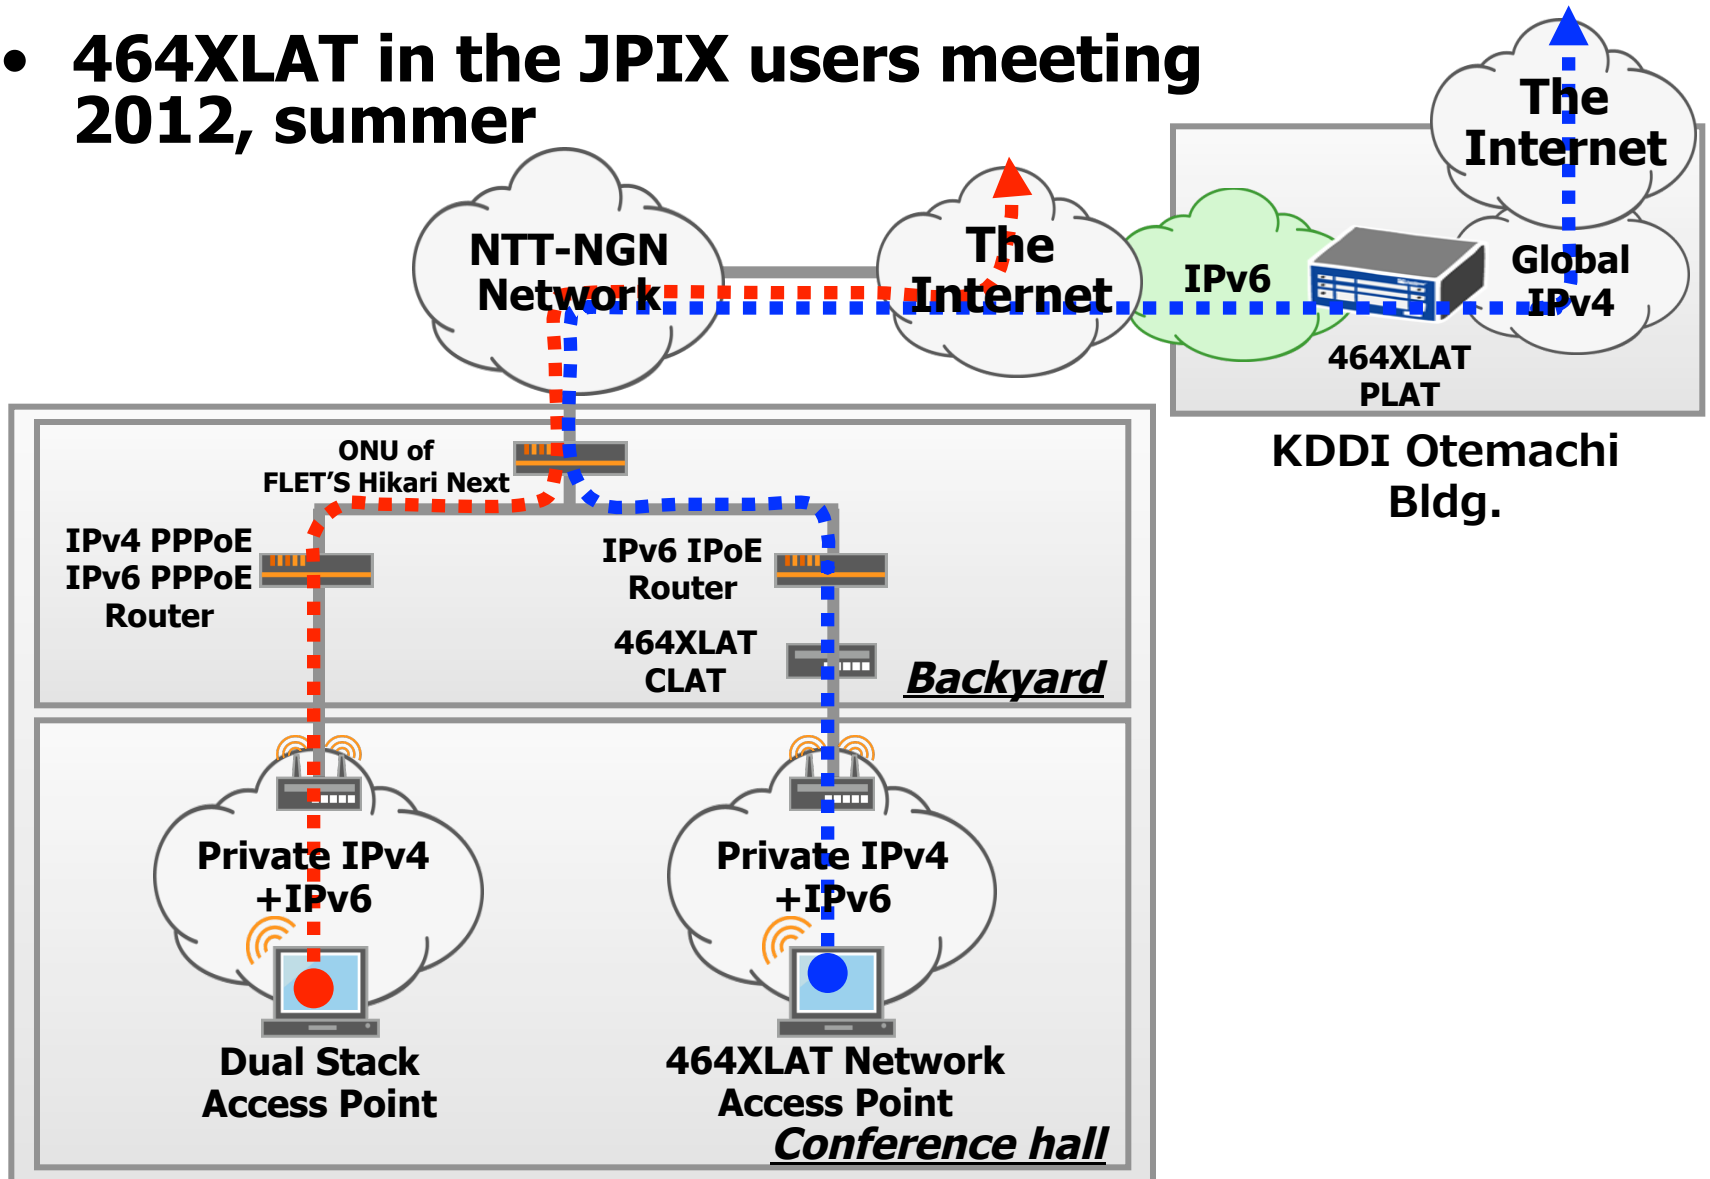 • 464XLAT in the JPIX users meeting
2012, summer
The
Internet
NTT-NGN
Network
The
Internet
IPv6
Global
IPv4
464XLAT
PLAT
KDDI Otemachi
Bldg.
ONU of
FLET’S Hikari Next
IPv4 PPPoE
IPv6 PPPoE
Router
IPv6 IPoE
Router
464XLAT
CLAT
Backyard
Private IPv4
+IPv6
Private IPv4
+IPv6
Dual Stack
Access Point
464XLAT Network
Access Point
Conference hall